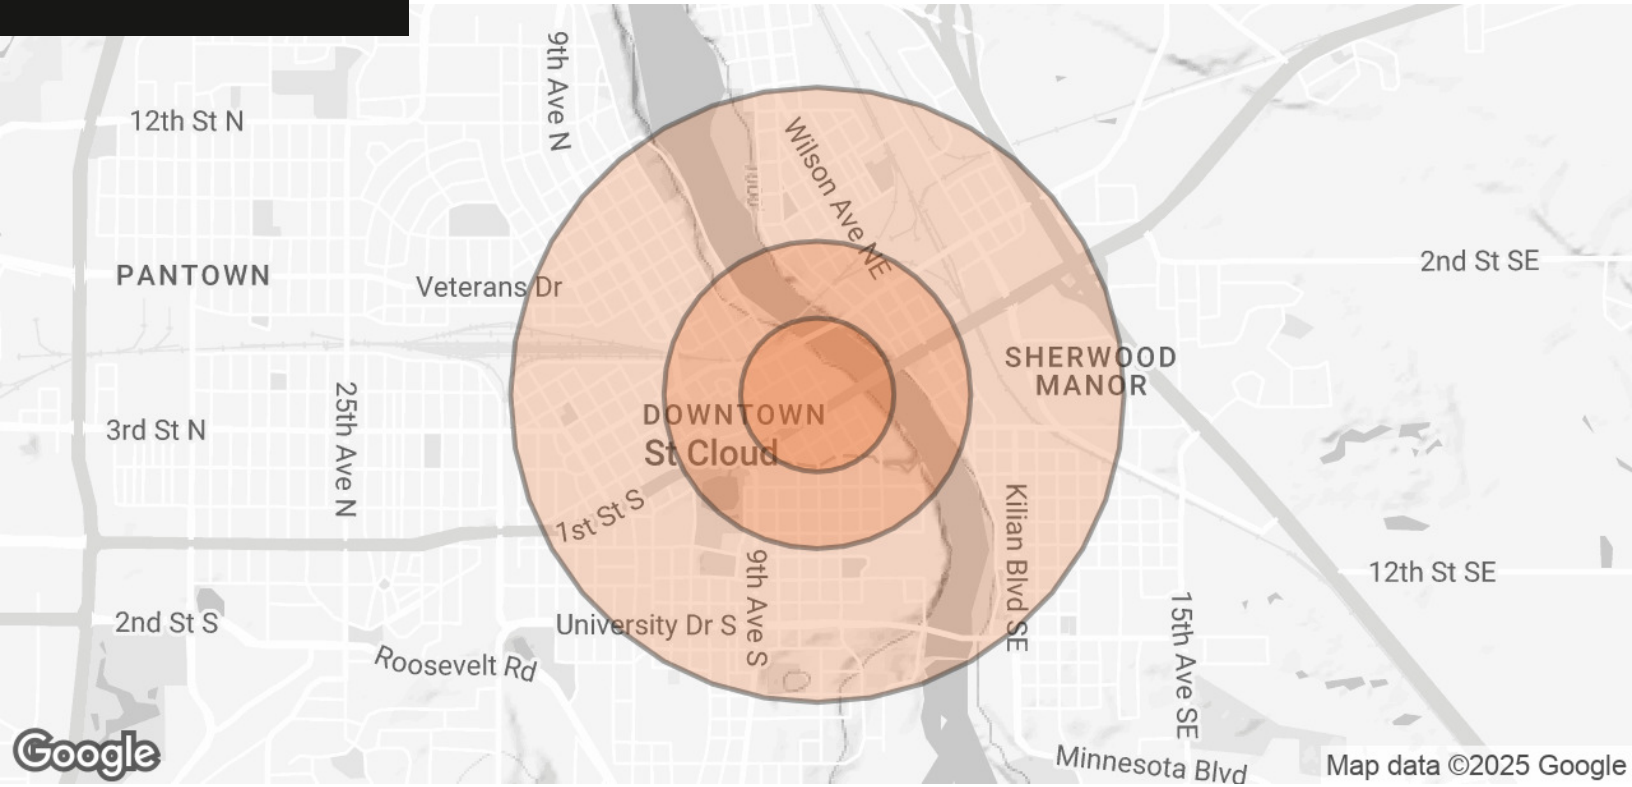 9th Ave N
12th St N
Wilson Ave NE
PANTOWN
Veterans Dr
2nd St SE
SHERWOOD
MANOR
25th Ave N
3rd St N
DOWNTOWN
St Cloud
1st St S
Kilian Blvd SE
9th Ave S
12th St SE
2nd St S
University Dr S
15th Ave SE
Roosevelt Rd
Google
Minnesota Blvd
Map data ©2025 Google